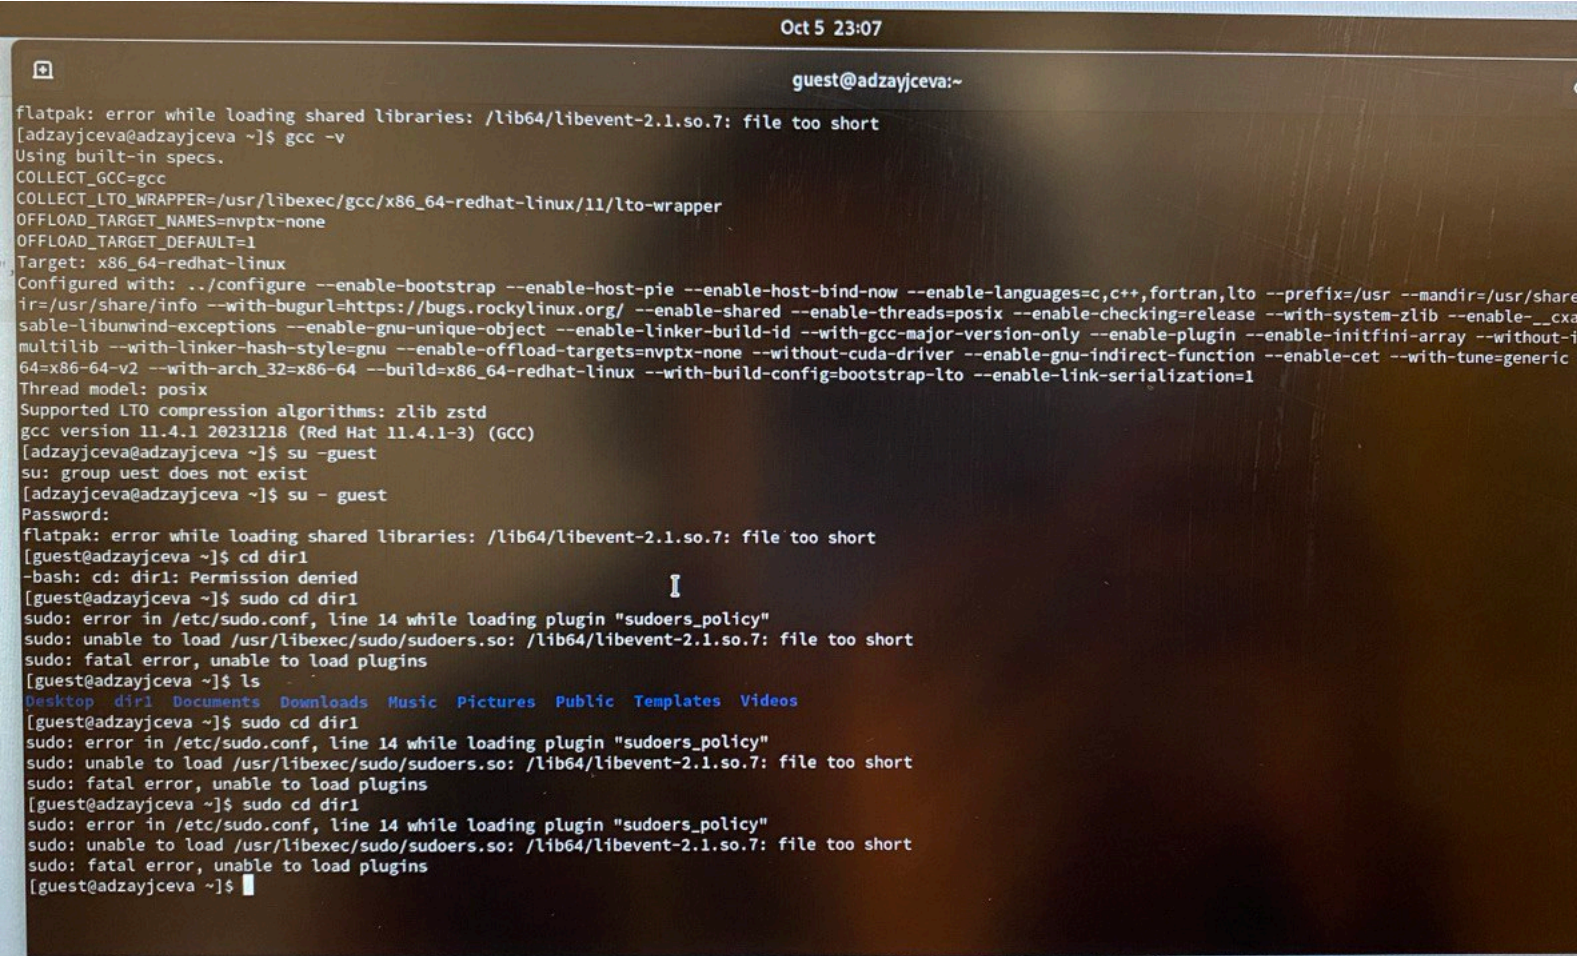 Oct 5 23:07
guest@adzayjceva:~
flatpak: error while loading shared libraries: /lib64/libevent-2.1.so.7: file too short
[adzayjceva@adzayjceva ~]$ gcc -v
Using built-in specs.
COLLECT_GCC=gcc
COLLECT_LTO_WRAPPER=/usr/libexec/gcc/x86_64-redhat-linux/11/lto-wrapper
OFFLOAD_TARGET_NAMES=nvptx-none
OFFLOAD_TARGET_DEFAULT=1
Target: x86_64-redhat-linux
Configured with: ../configure --enable-bootstrap --enable-host-pie --enable-host-bind-now --enable-languages=c,c++,fortran,lto --prefix=/usr --mandir=/usr/share
ir=/usr/share/info --with-bugurl=https://bugs.rockylinux.org/ --enable-shared --enable-threads=posix --enable-checking=release --with-system-zlib --enable-__cxa
sable-libunwind-exceptions --enable-gnu-unique-object --enable-linker-build-id --with-gcc-major-version-only --enable-plugin --enable-initfini-array --without-i
multilib --with-linker-hash-style=gnu --enable-offload-targets=nvptx-none --without-cuda-driver --enable-gnu-indirect-function --enable-cet --with-tune=generic
64=x86-64-v2 --with-arch_32=x86-64 --build=x86_64-redhat-linux --with-build-config=bootstrap-lto --enable-link-serialization=1
Thread model: posix
Supported LTO compression algorithms: zlib zstd
gcc version 11.4.1 20231218 (Red Hat 11.4.1-3) (GCC)
[adzayjceva@adzayjceva ~]$ su -guest
su: group uest does not exist
[adzayjceva@adzayjceva ~]$ su - guest
Password:
flatpak: error while loading shared libraries: /lib64/libevent-2.1.so.7: file too short
[guest@adzayjceva ~]$ cd dir1
-bash: cd: dir1: Permission denied
[guest@adzayjceva ~]$ sudo cd dir1
sudo: error in /etc/sudo.conf, line 14 while loading plugin "sudoers_policy"
sudo: unable to load /usr/libexec/sudo/sudoers.so: /lib64/libevent-2.1.so.7: file too short
sudo: fatal error, unable to load plugins
[guest@adzayjceva ~]$ ls
Desktop dir1 Documents Downloads Music Pictures Public Templates Videos
[guest@adzayjceva ~]$ sudo cd dir1
sudo: error in /etc/sudo.conf, line 14 while loading plugin "sudoers_policy"
sudo: unable to load /usr/libexec/sudo/sudoers.so: /lib64/libevent-2.1.so.7: file too short
sudo: fatal error, unable to load plugins
[guest@adzayjceva ~]$ sudo cd dir1
sudo: error in /etc/sudo.conf, line 14 while loading plugin "sudoers_policy"
sudo: unable to load /usr/libexec/sudo/sudoers.so: /lib64/libevent-2.1.so.7: file too short
sudo: fatal error, unable to load plugins
[guest@adzayjceva ~]$